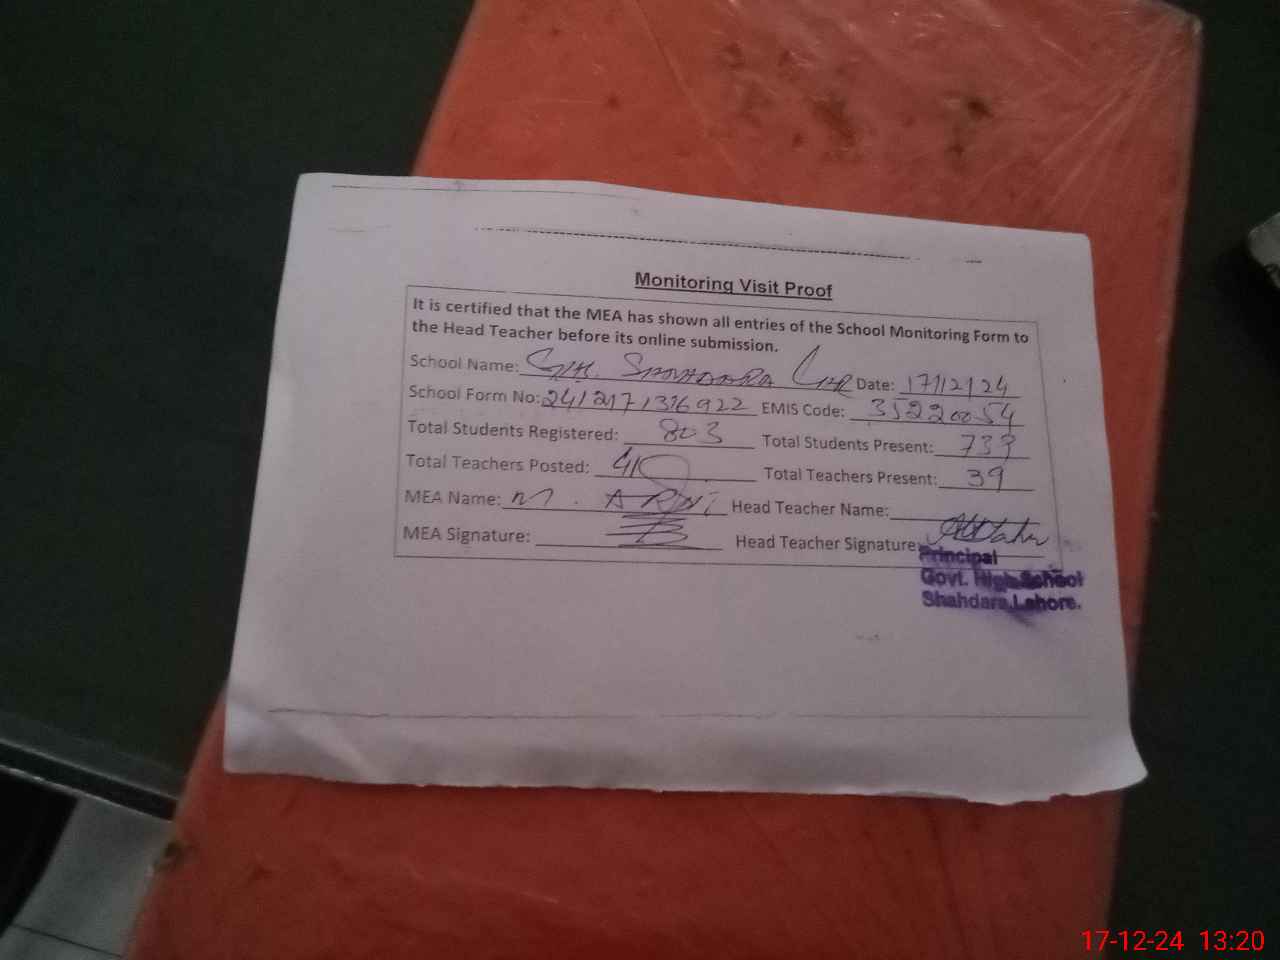 Monitoring Visit Proof
It is certified that the MEA has shown all entries of the School Monitoring Form to
the Head Teacher before its online submission.
School Name: SHAHDARA LHR Date: 17/12/24
School Form No: EMIS Code: 35220054
Total Students Registered: 803 Total Students Present:
Total Teachers Posted: 41 Total Teachers Present: 39
MEA Name: M. Head Teacher Name:
MEA Signature: Head Teacher Signature:
Principal
Govt. High School
Shahdara, Lahore.
17-12-24 13:20